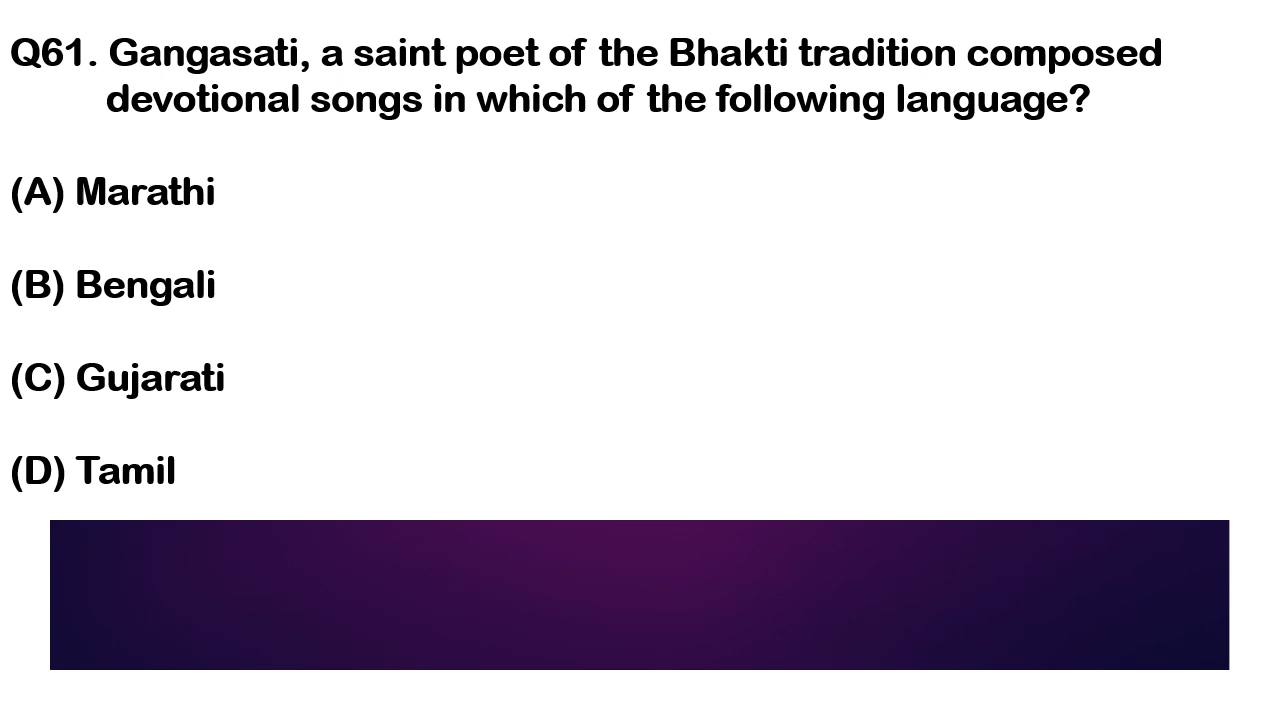 Q61. Gangasati, a saint poet of the Bhakti tradition composed
devotional songs in which of the following language?
(A) Marathi
(B) Bengali
(C) Gujarati
(D) Tamil